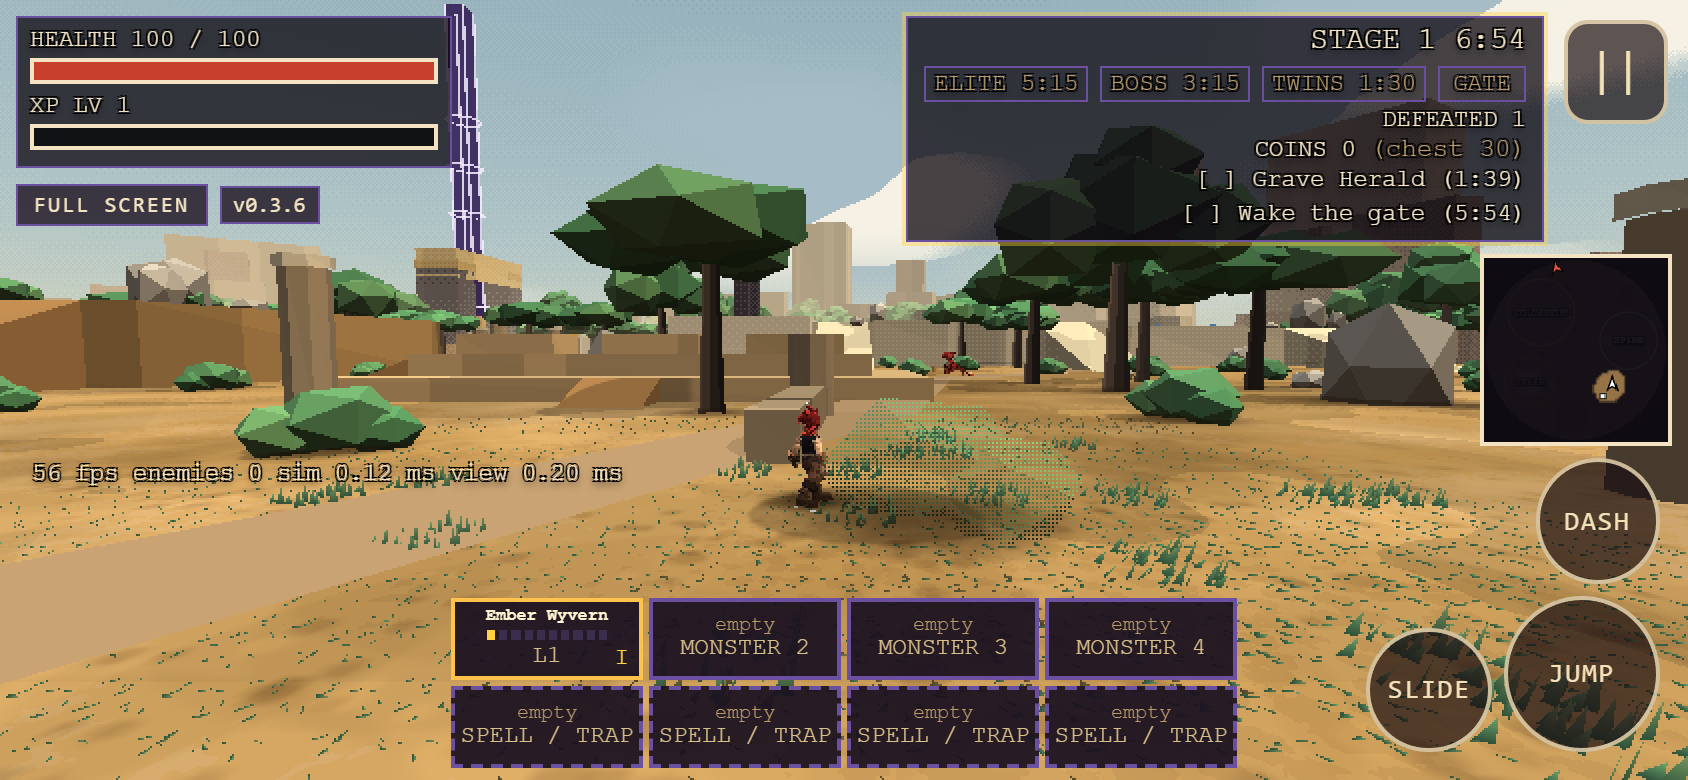 HEALTH 100 / 100
XP LV 1
FULL SCREEN
v0.3.6
STAGE 1 6:54
ELITE 5:15
BOSS 3:15
TWINS 1:30
GATE
DEFEATED 1
COINS 0 (chest 30)
[ ] Grave Herald (1:39)
[ ] Wake the gate (5:54)
56 fps enemies 0 sim 0.12 ms view 0.20 ms
DASH
SLIDE
JUMP
Ember Wyvern
L1
I
empty
MONSTER 2
empty
MONSTER 3
empty
MONSTER 4
empty
SPELL / TRAP
empty
SPELL / TRAP
empty
SPELL / TRAP
empty
SPELL / TRAP